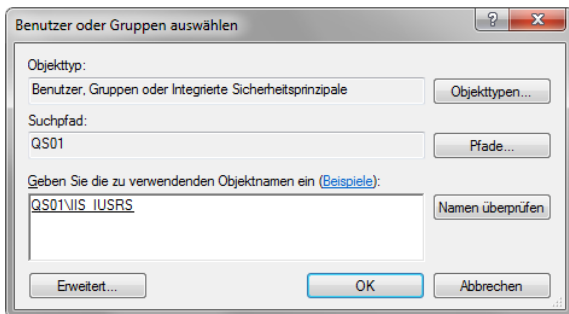 Benutzer oder Gruppen auswählen
Objekttyp:
Benutzer, Gruppen oder Integrierte Sicherheitsprinzipale
Objekttypen...
Suchpfad:
QS01
Pfade...
Geben Sie die zu verwendenden Objektnamen ein (Beispiele):
QS01\IIS_IUSRS
Namen überprüfen
Erweitert...
OK
Abbrechen